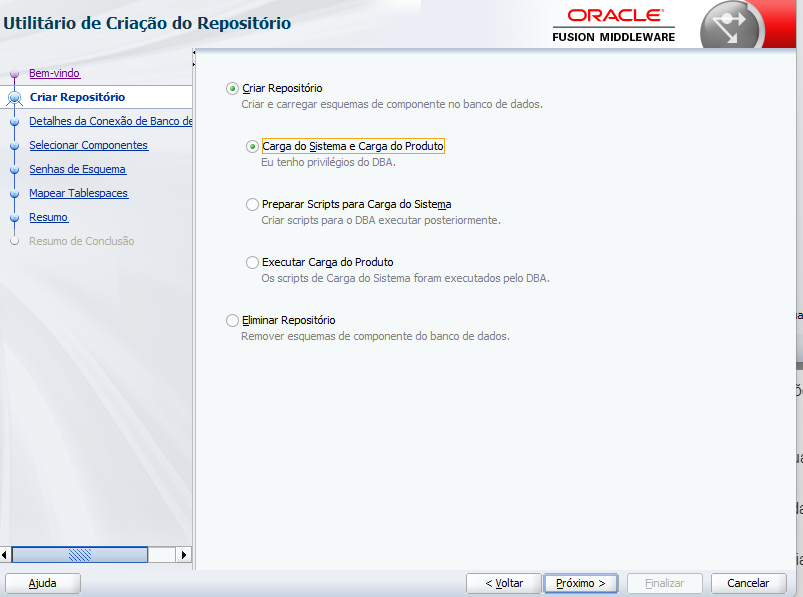 Utilitário de Criação do Repositório
ORACLE
FUSION MIDDLEWARE
Bem-vindo
Criar Repositório
Detalhes da Conexão de Banco de
Selecionar Componentes
Senhas de Esquema
Mapear Tablespaces
Resumo
Resumo de Conclusão
Criar Repositório
Criar e carregar esquemas de componente no banco de dados.
Carga do Sistema e Carga do Produto
Eu tenho privilégios do DBA.
Preparar Scripts para Carga do Sistema
Criar scripts para o DBA executar posteriormente.
Executar Carga do Produto
Os scripts de Carga do Sistema foram executados pelo DBA.
Eliminar Repositório
Remover esquemas de componente do banco de dados.
Ajuda
< Voltar
Próximo >
Finalizar
Cancelar